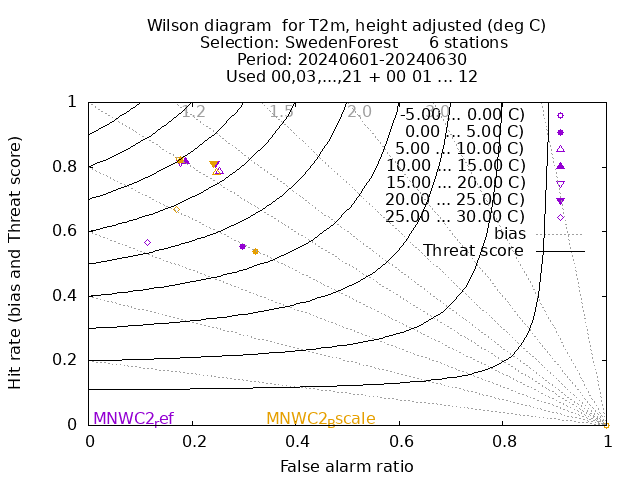 Wilson diagram  for T2m, height adjusted (deg C)
Selection: SwedenForest      6 stations
Period: 20240601-20240630
Used 00,03,...,21 + 00 01 ... 12
Hit rate (bias and Threat score)
1
0.8
0.6
0.4
0.2
0
1.2
1.5
2.0
3.0
-5.00 ... 0.00 C)
0.00 ... 5.00 C)
5.00 ... 10.00 C)
10.00 ... 15.00 C)
15.00 ... 20.00 C)
20.00 ... 25.00 C)
25.00 ... 30.00 C)
bias
Threat score
MNWC2ref
MNWC2Bscale
0
0.2
0.4
0.6
0.8
1
False alarm ratio